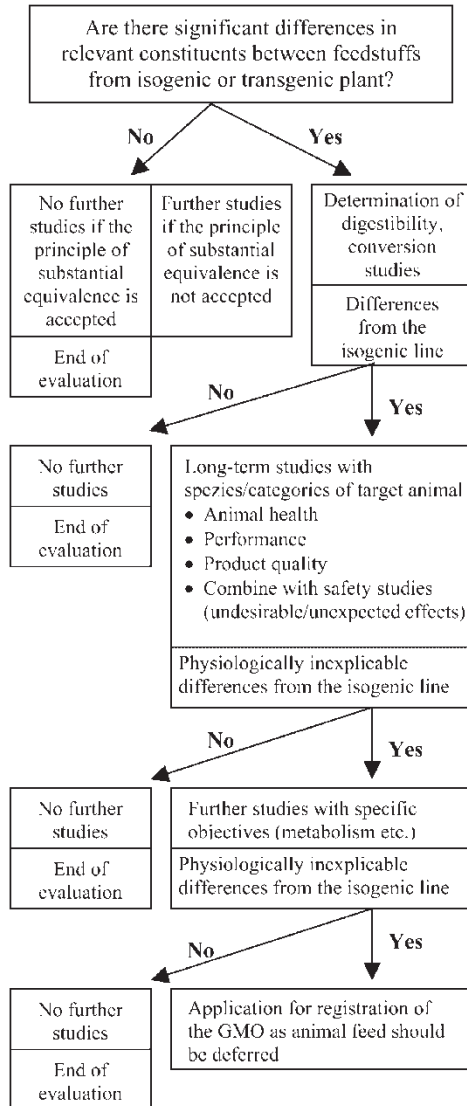 Are there significant differences in
relevant constituents between feedstuffs
from isogenic or transgenic plant?
No
Yes
No further
studies if the
principle of
substantial
equivalence is
accepted
End of
evaluation
Further studies
if the principle
of substantial
equivalence is
not accepted
Determination of
digestibility,
conversion
studies
Differences
from the
isogenic line
No
Yes
No further
studies
End of
evaluation
Long-term studies with
spezies/categories of target animal
• Animal health
• Performance
• Product quality
• Combine with safety studies
(undesirable/unexpected effects)
Physiologically inexplicable
differences from the isogenic line
No
Yes
No further
studies
End of
evaluation
Further studies with specific
objectives (metabolism etc.)
Physiologically inexplicable
differences from the isogenic line
No
Yes
No further
studies
End of
evaluation
Application for registration of
the GMO as animal feed should
be deferred